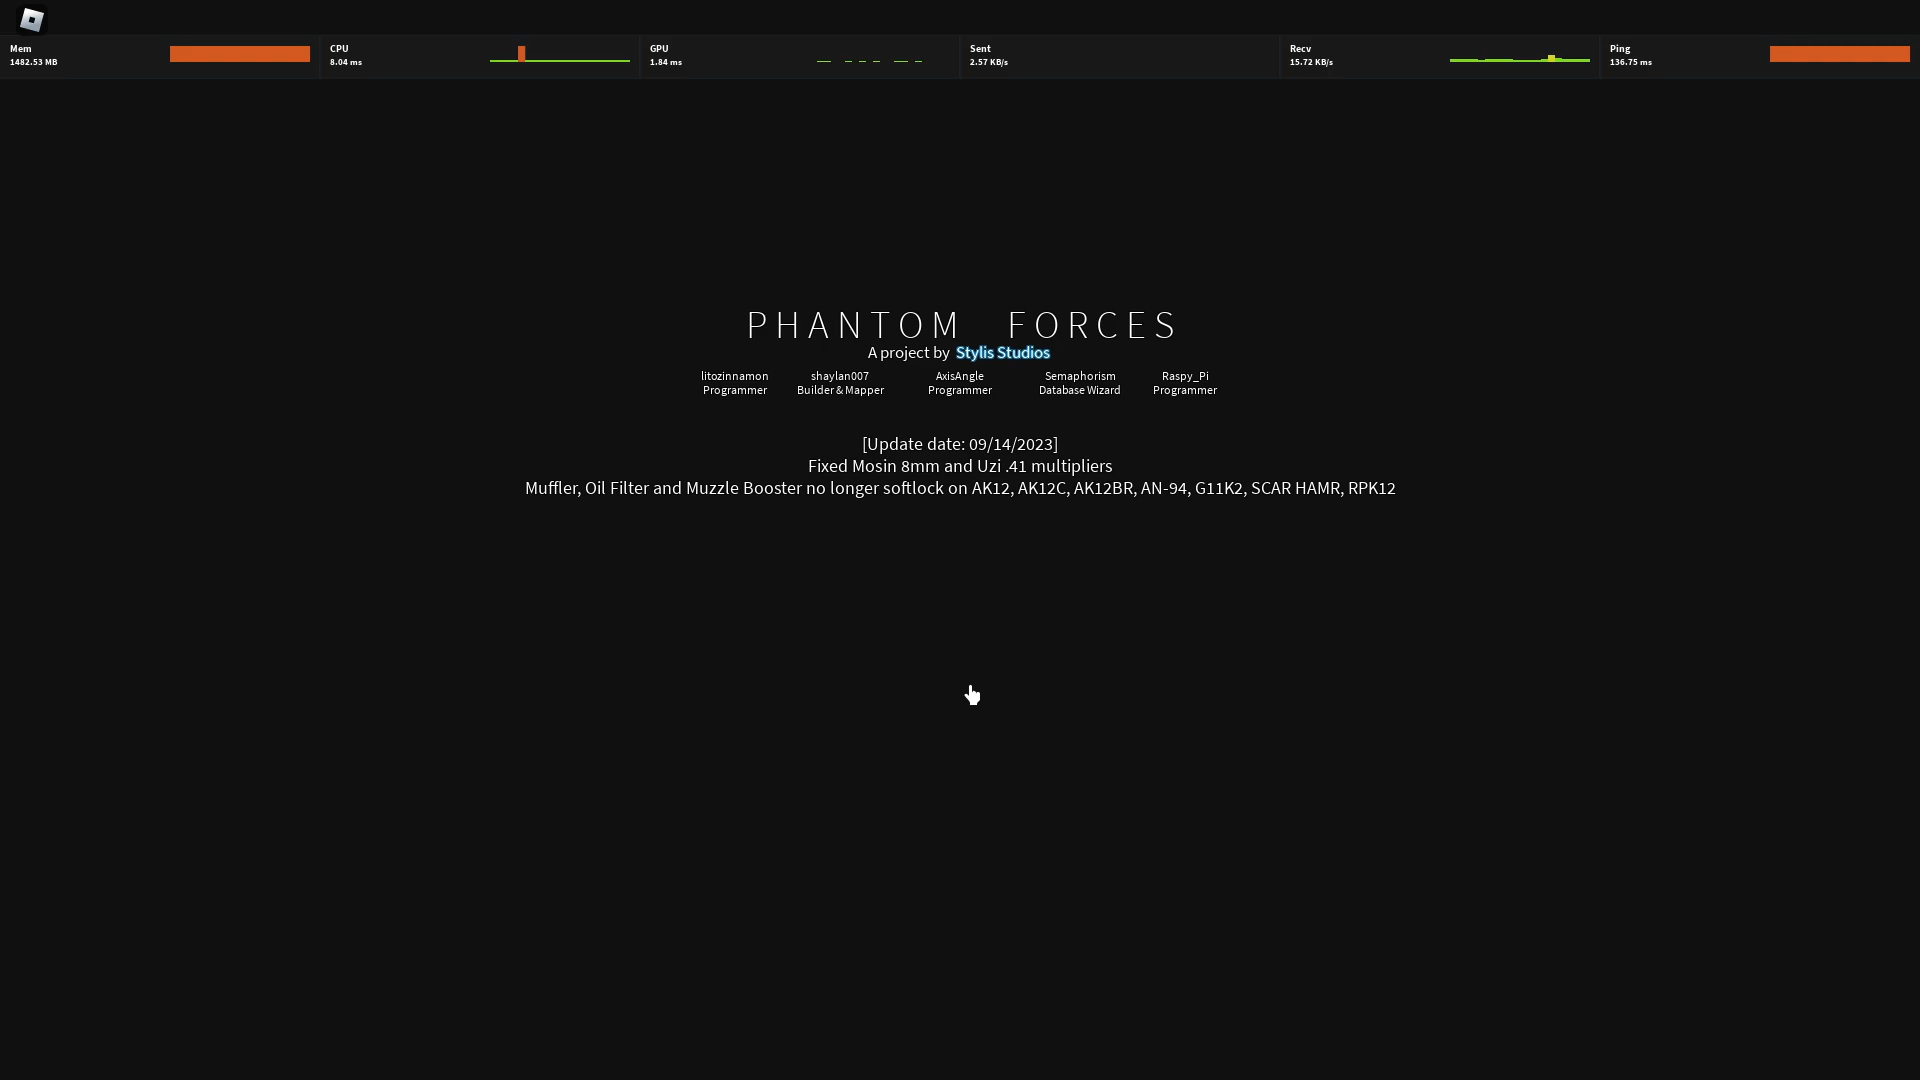 Mem
1482.53 MB
CPU
8.04 ms
GPU
1.84 ms
Sent
2.57 KB/s
Recv
15.72 KB/s
Ping
136.75 ms
PHANTOM FORCES
A project by Stylis Studios
litozinnamon shaylan007 AxisAngle Semaphorism Raspy_Pi
Programmer Builder & Mapper Programmer Database Wizard Programmer
[Update date: 09/14/2023]
Fixed Mosin 8mm and Uzi .41 multipliers
Muffler, Oil Filter and Muzzle Booster no longer softlock on AK12, AK12C, AK12BR, AN-94, G11K2, SCAR HAMR, RPK12